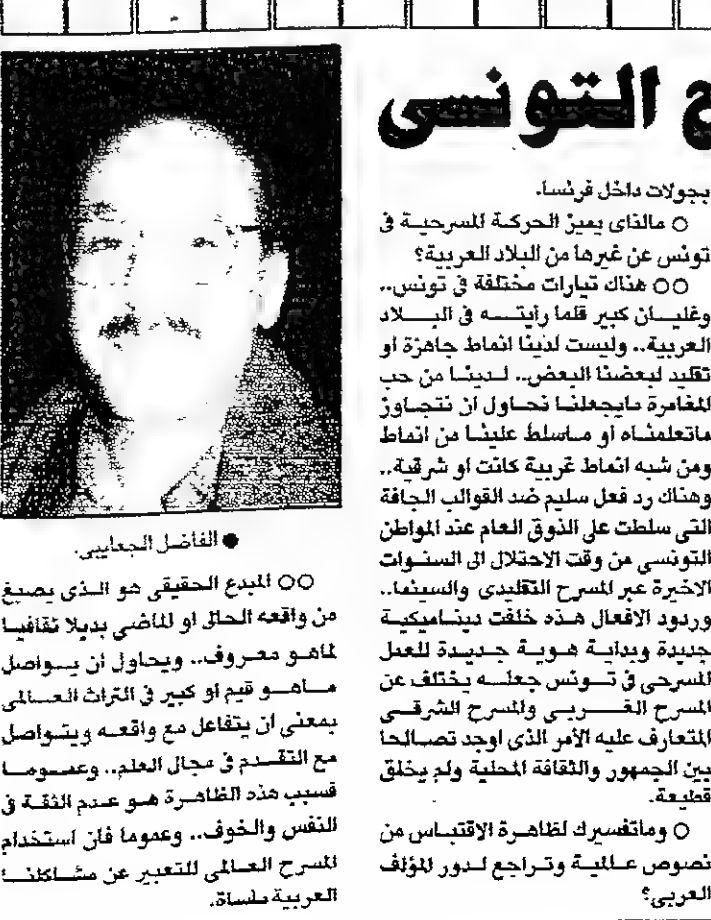 ح التونسى
بجولات داخل فرنسا.
○ مالذاى يميز الحركة المسرحية فى
تونس عن غيرها من البلاد العربية؟
○○ هناك تيارات مختلفة فى تونس..
وغليان كبير قلما رأيته فى البلاد
العربية.. وليست لدينا انماط جاهزة او
تقليد لبعضنا البعض.. لدينا من حب
المغامرة مايجعلنا نحاول ان نتجاوز
ماتعلمناه او ماسلط علينا من انماط
ومن شبه انماط غربية كانت او شرقية..
وهناك رد فعل سليم ضد القوالب الجافة
التى سلطت على الذوق العام عند المواطن
التونسي من وقت الاحتلال الى السنوات
الاخيرة عبر المسرح التقليدى والسينما..
وردود الافعال هذه خلقت ديناميكية
جديدة وبداية هوية جديدة للعمل
المسرحى فى تونس جعله يختلف عن
المسرح الغربى والمسرح الشرقى
المتعارف عليه الأمر الذى اوجد تصالحا
بين الجمهور والثقافة المحلية ولم يخلق
قطيعة.
○ وماتفسيرك لظاهرة الاقتباس من
نصوص عالمية وتراجع لدور المؤلف
العربى؟
● الفاضل الجعايبى.
○○ المبدع الحقيقى هو الذى يصيغ
من واقعه الحالى او الماضى بديلا ثقافيا
لماهو معروف.. ويحاول أن يواصل
ماهو قيم او كبير فى التراث العالمى
بمعنى ان يتفاعل مع واقعه ويتواصل
مع التقدم فى مجال العلم.. وعموما
فسبب هذه الظاهرة هو عدم الثقة فى
النفس والخوف.. وعموما فان استخدام
المسرح العالمى للتعبير عن مشاكلنا
العربية مأساة.